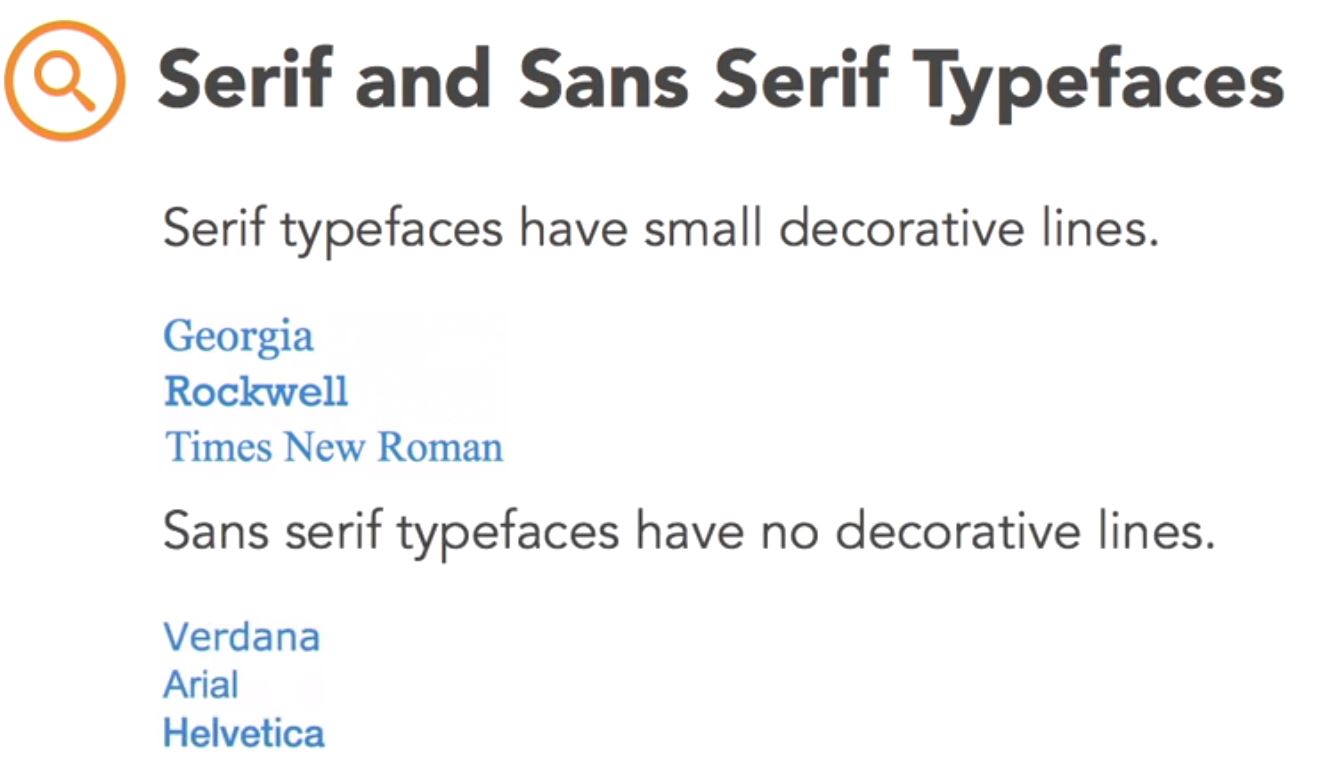 Serif and Sans Serif Typefaces
Serif typefaces have small decorative lines.
Georgia
Rockwell
Times New Roman
Sans serif typefaces have no decorative lines.
Verdana
Arial
Helvetica